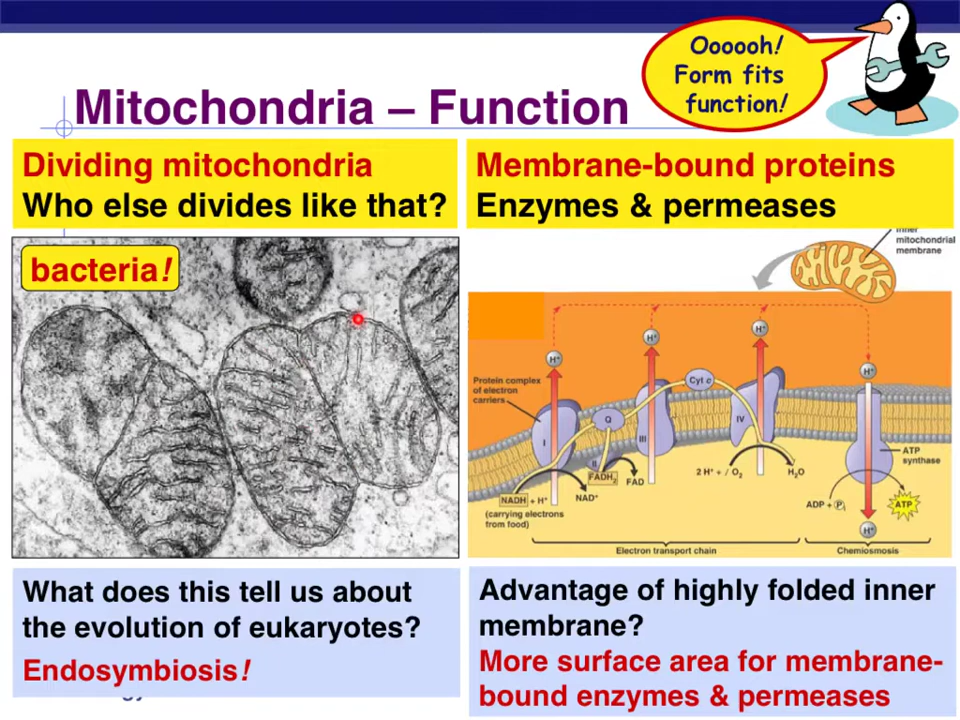 Oooooh!
Form fits
function!
Mitochondria – Function
Dividing mitochondria
Who else divides like that?
bacteria!
What does this tell us about
the evolution of eukaryotes?
Endosymbiosis!
Membrane-bound proteins
Enzymes & permeases
inner
mitochondrial
membrane
H+
H+
H+
H+
Protein complex
of electron
carriers
Cyt c
Q
I
II
III
IV
ATP
synthase
FADH2
FAD
2 H+ + / O2
H2O
NADH + H+
NAD+
ADP + Pi
ATP
(carrying electrons
from food)
H+
Electron transport chain
Chemiosmosis
Advantage of highly folded inner
membrane?
More surface area for membrane-
bound enzymes & permeases